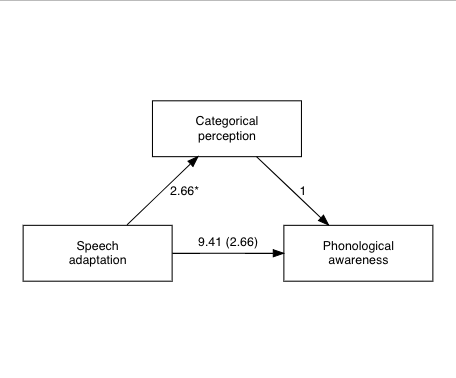 Categorical
perception
2.66*
1
9.41 (2.66)
Speech
adaptation
Phonological
awareness